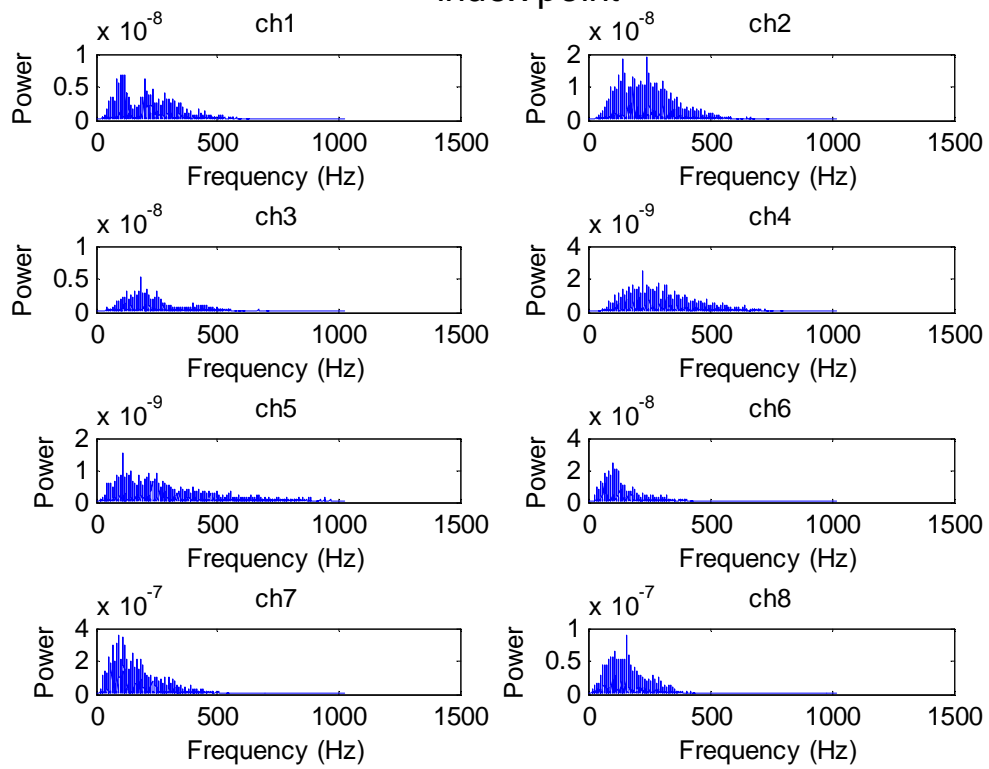 index point
x 10-8
ch1
1
0.5
0
Power
0 500 1000 1500
Frequency (Hz)
x 10-8
ch2
2
1
0
Power
0 500 1000 1500
Frequency (Hz)
x 10-8
ch3
1
0.5
0
Power
0 500 1000 1500
Frequency (Hz)
x 10-9
ch4
4
2
0
Power
0 500 1000 1500
Frequency (Hz)
x 10-9
ch5
2
1
0
Power
0 500 1000 1500
Frequency (Hz)
x 10-8
ch6
4
2
0
Power
0 500 1000 1500
Frequency (Hz)
x 10-7
ch7
4
2
0
Power
0 500 1000 1500
Frequency (Hz)
x 10-7
ch8
1
0.5
0
Power
0 500 1000 1500
Frequency (Hz)